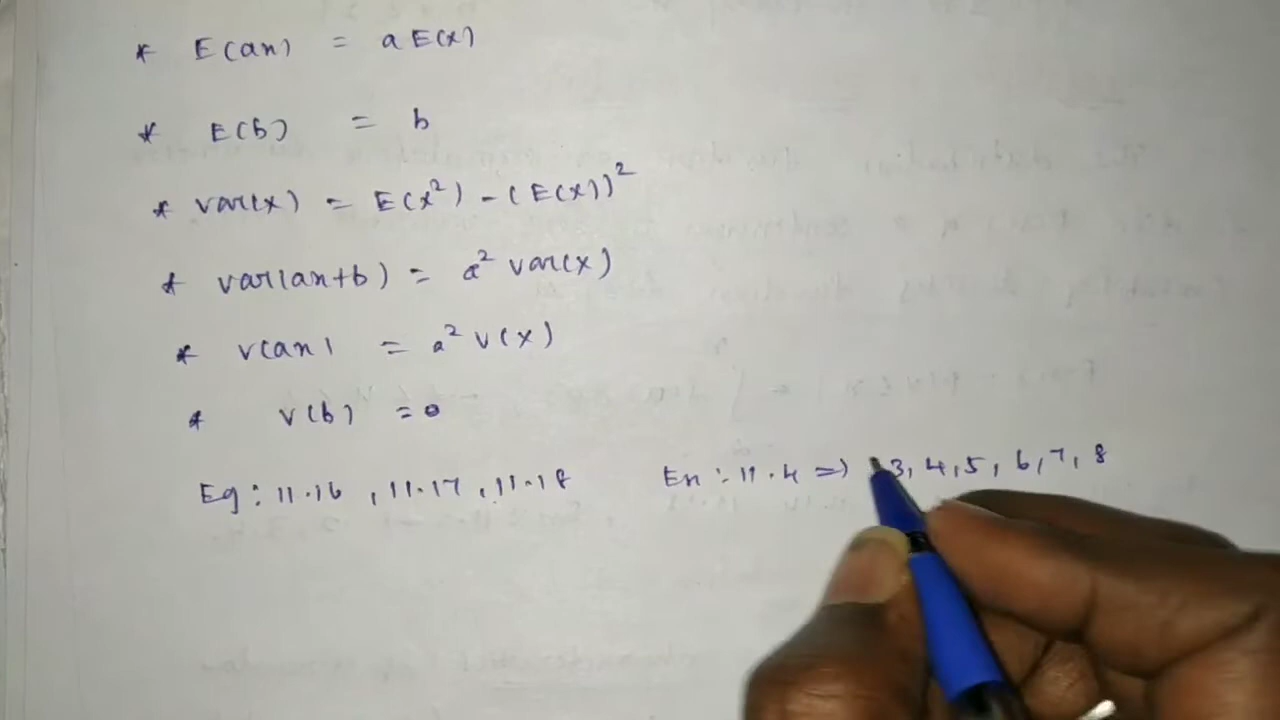 * E(ax) = a E(x)
* E(b) = b
* var(x) = E(x²) - (E(x))²
* var(ax+b) = a² var(x)
* v(ax) = a² v(x)
* v(b) = 0
Eg : 11.16 , 11.17 , 11.18 Ex : 11.4 => 3, 4, 5, 6, 7, 8